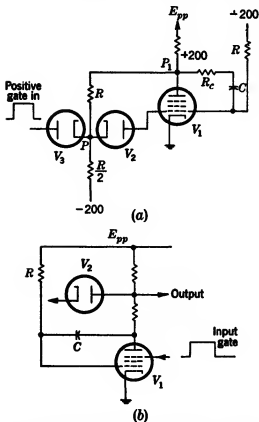 E_pp
+200
+200
P_1
R
Positive
gate in
R
R_c
C
V_3
P
V_2
V_1
R/2
-200
(a)
E_pp
R
V_2
Output
C
Input
gate
V_1
(b)